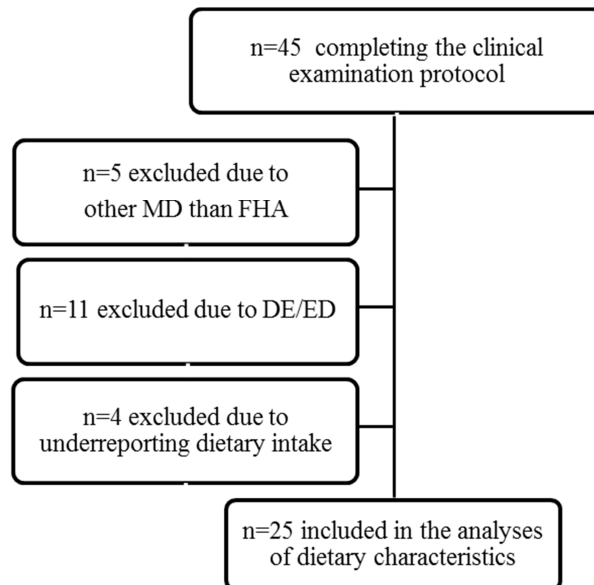 n=45 completing the clinical
examination protocol
n=5 excluded due to
other MD than FHA
n=11 excluded due to DE/ED
n=4 excluded due to
underreporting dietary intake
n=25 included in the analyses
of dietary characteristics